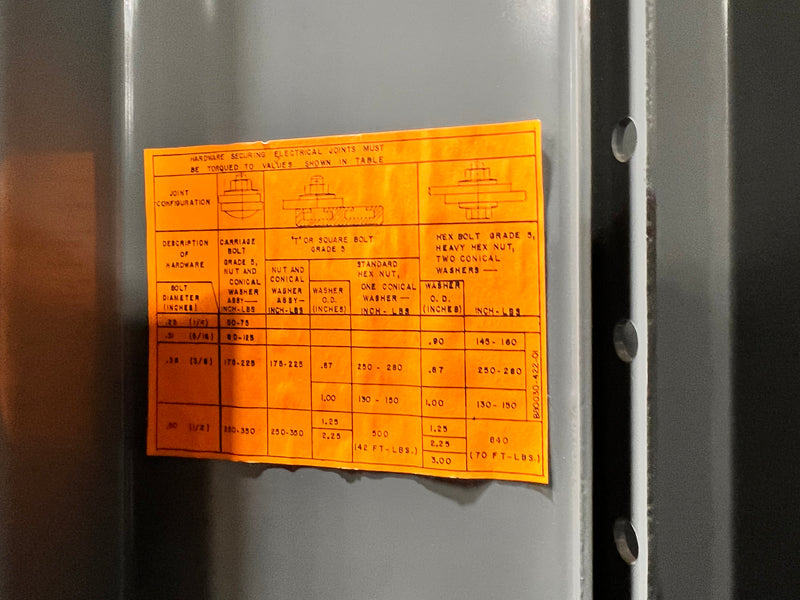 HARDWARE SECURING ELECTRICAL JOINTS MUST
BE TORQUED TO VALUES SHOWN IN TABLE
JOINT
CONFIGURATION
DESCRIPTION
OF
HARDWARE
CARRIAGE
BOLT
GRADE 5,
NUT AND
CONICAL
WASHER
ASSY—
INCH-LBS
"T" OR SQUARE BOLT
GRADE 5
HEX BOLT GRADE 5,
HEAVY HEX NUT,
TWO CONICAL
WASHERS—
BOLT
DIAMETER
(INCHES)
NUT AND
CONICAL
WASHER
ASSY—
INCH-LBS
WASHER
O.D.
(INCHES)
STANDARD
HEX NUT,
ONE CONICAL
WASHER—
INCH-LBS
WASHER
O.D.
(INCHES)
INCH-LBS
.25 (1/4) 50-75
.31 (5/16) 80-125 .90 145-160
.38 (3/8) 175-225 175-225 .87 250-280 .87 250-280
1.00 130-150 1.00 130-150
.50 (1/2) 250-350 250-350 1.25 500 1.25 840
2.25 (42 FT-LBS.) 2.25 (70 FT-LBS.)
3.00